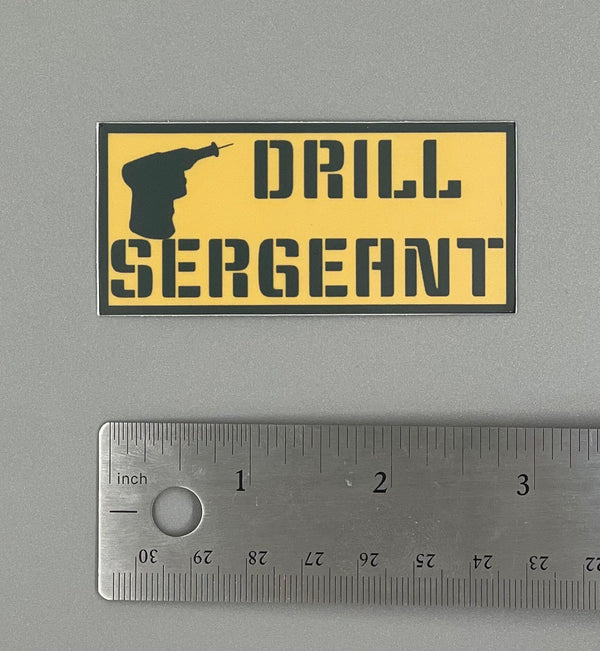 DRILL
SERGEANT
inch 1 2 3
30 29 28 27 26 25 24 23 22